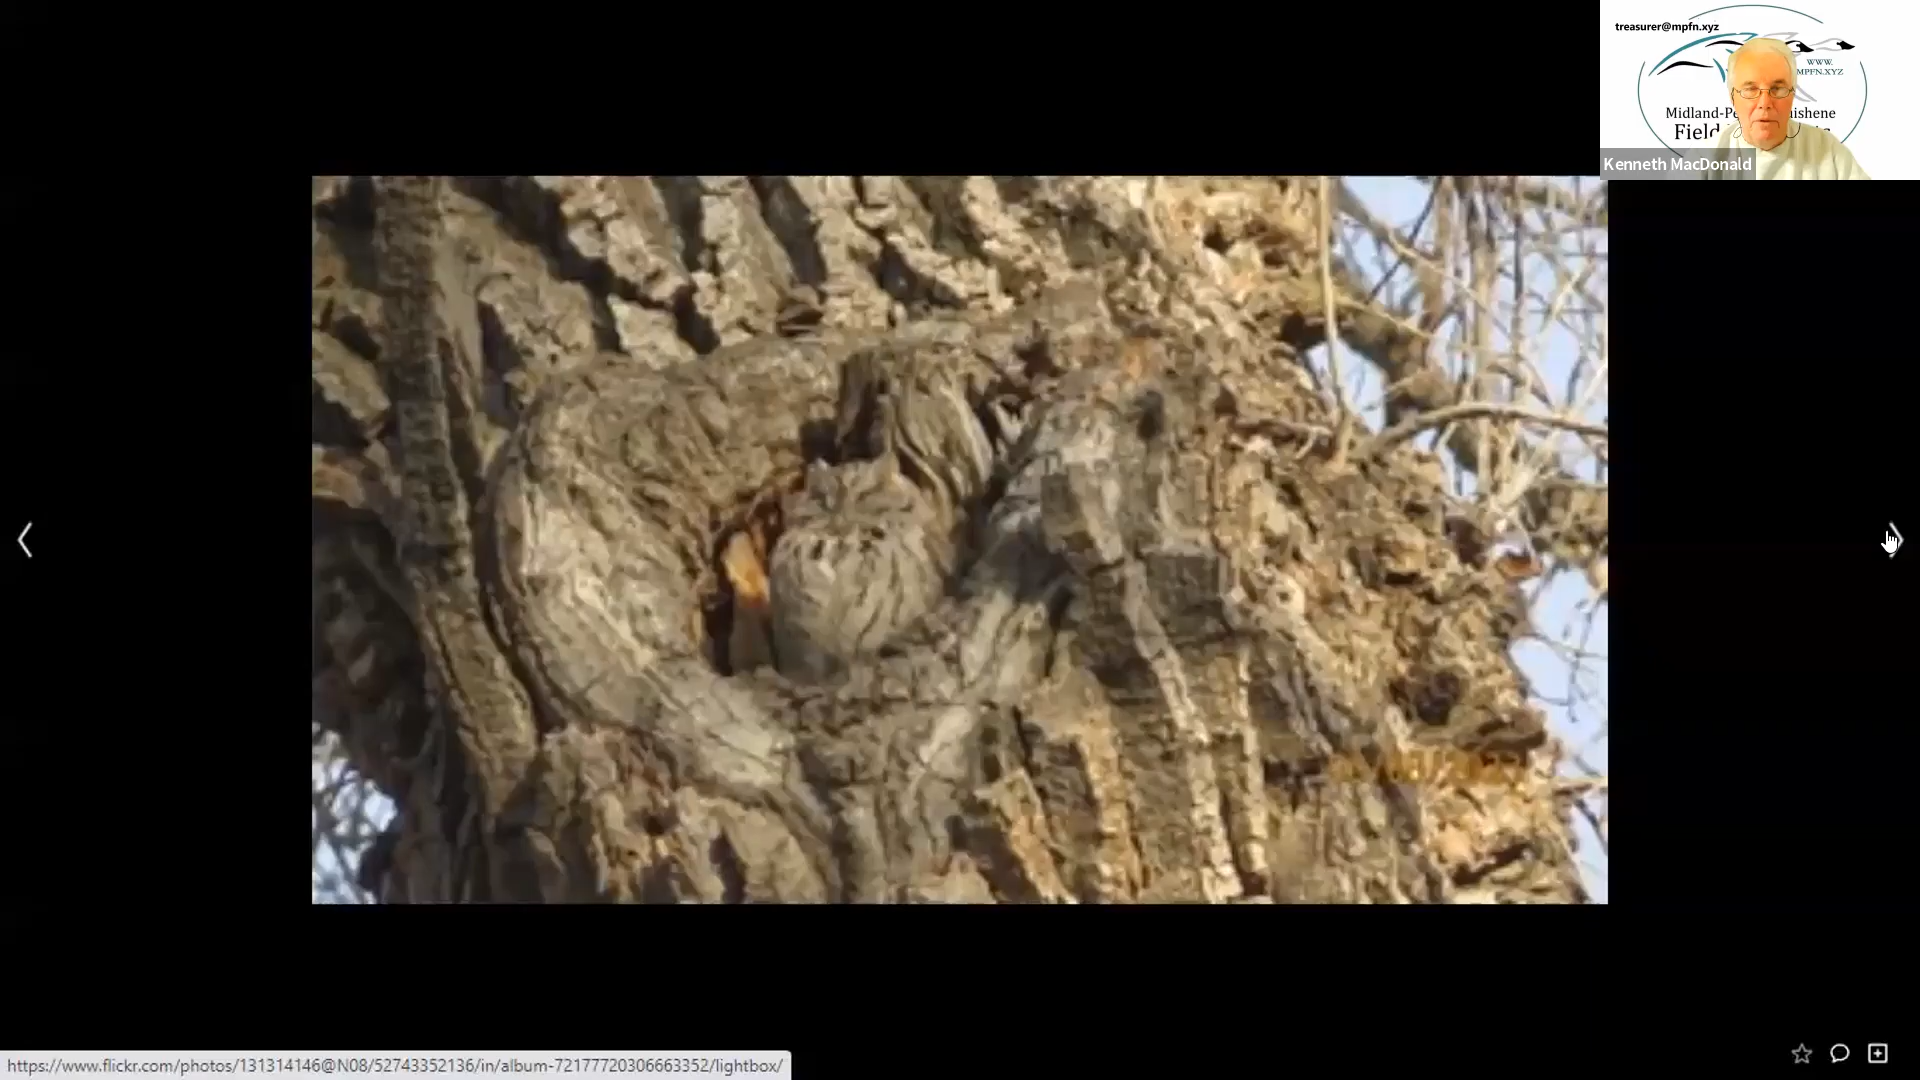 treasurer@mpfn.xyz
WWW.
MPFN.XYZ
Midland-Pe uishene
Field
Kenneth MacDonald
https://www.flickr.com/photos/131314146@N08/52743352136/in/album-72177720306663352/lightbox/